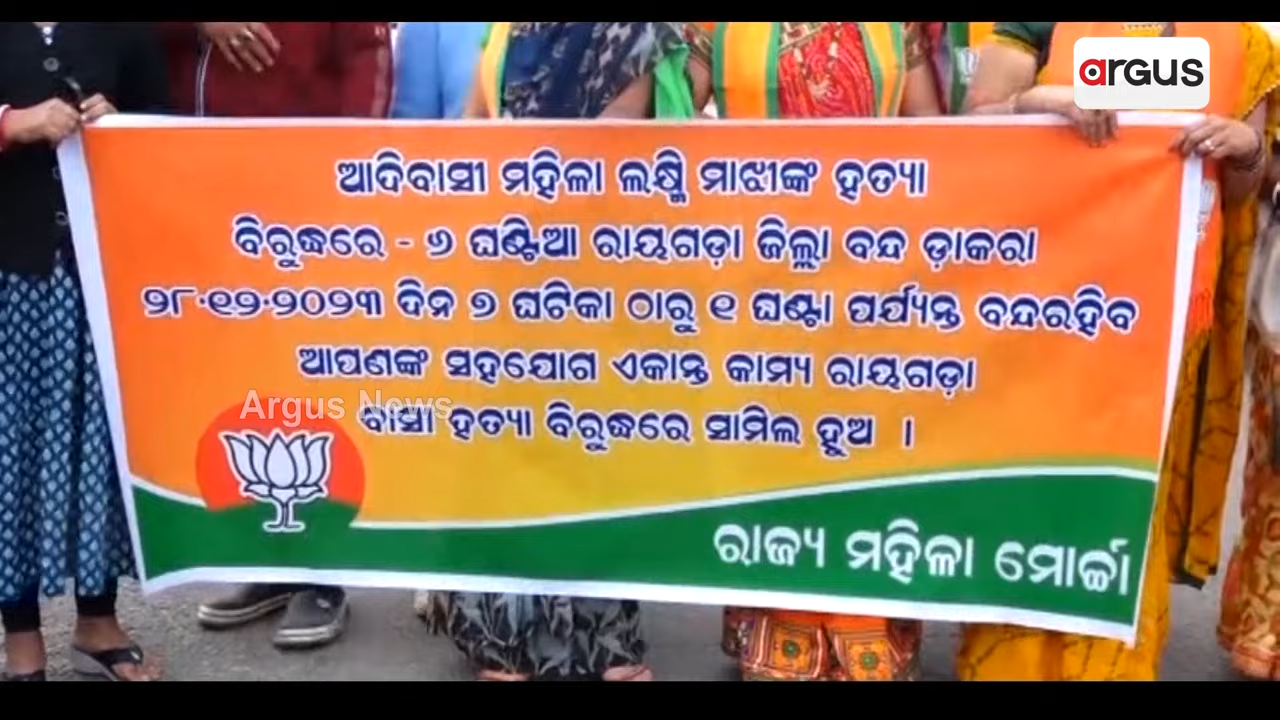 argus
ଆଦିବାସୀ ମହିଳା ଲକ୍ଷ୍ମି ମାଝୀଙ୍କ ହତ୍ୟା
ବିରୁଦ୍ଧରେ - ୬ ଘଣ୍ଟିଆ ରାୟଗଡ଼ା ଜିଲ୍ଲା ବନ୍ଦ ଡ଼ାକରା
୨୮·୧୨·୨୦୨୩ ଦିନ ୭ ଘଟିକା ଠାରୁ ୧ ଘଣ୍ଟା ପର୍ଯ୍ୟନ୍ତ ବନ୍ଦରହିବ
ଆପଣଙ୍କ ସହଯୋଗ ଏକାନ୍ତ କାମ୍ୟ ରାୟଗଡ଼ା
Argus News
ବାସୀ ହତ୍ୟା ବିରୁଦ୍ଧରେ ସାମିଲ ହୁଅ ।
ରାଜ୍ୟ ମହିଳା ମୋର୍ଚ୍ଚା